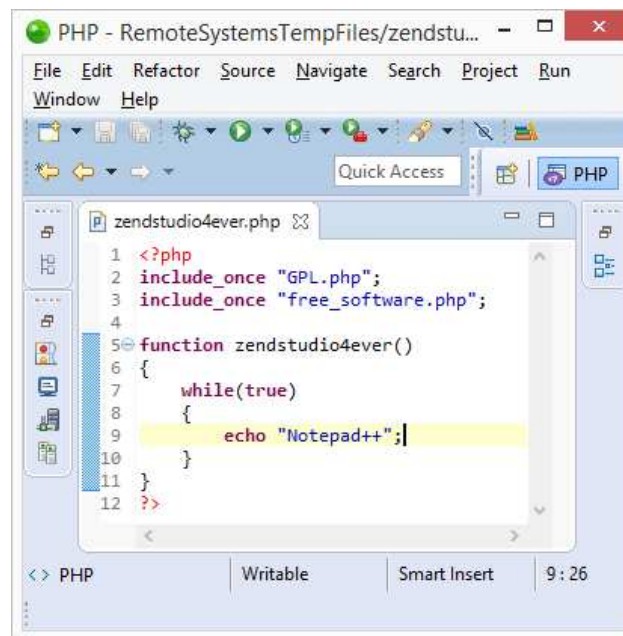 PHP - RemoteSystemsTempFiles/zendstu...
File Edit Refactor Source Navigate Search Project Run
Window Help
Quick Access
PHP
zendstudio4ever.php
1 <?php
2 include_once "GPL.php";
3 include_once "free_software.php";
4
5 function zendstudio4ever()
6 {
7     while(true)
8     {
9         echo "Notepad++";
10     }
11 }
12 ?>
<> PHP Writable Smart Insert 9:26